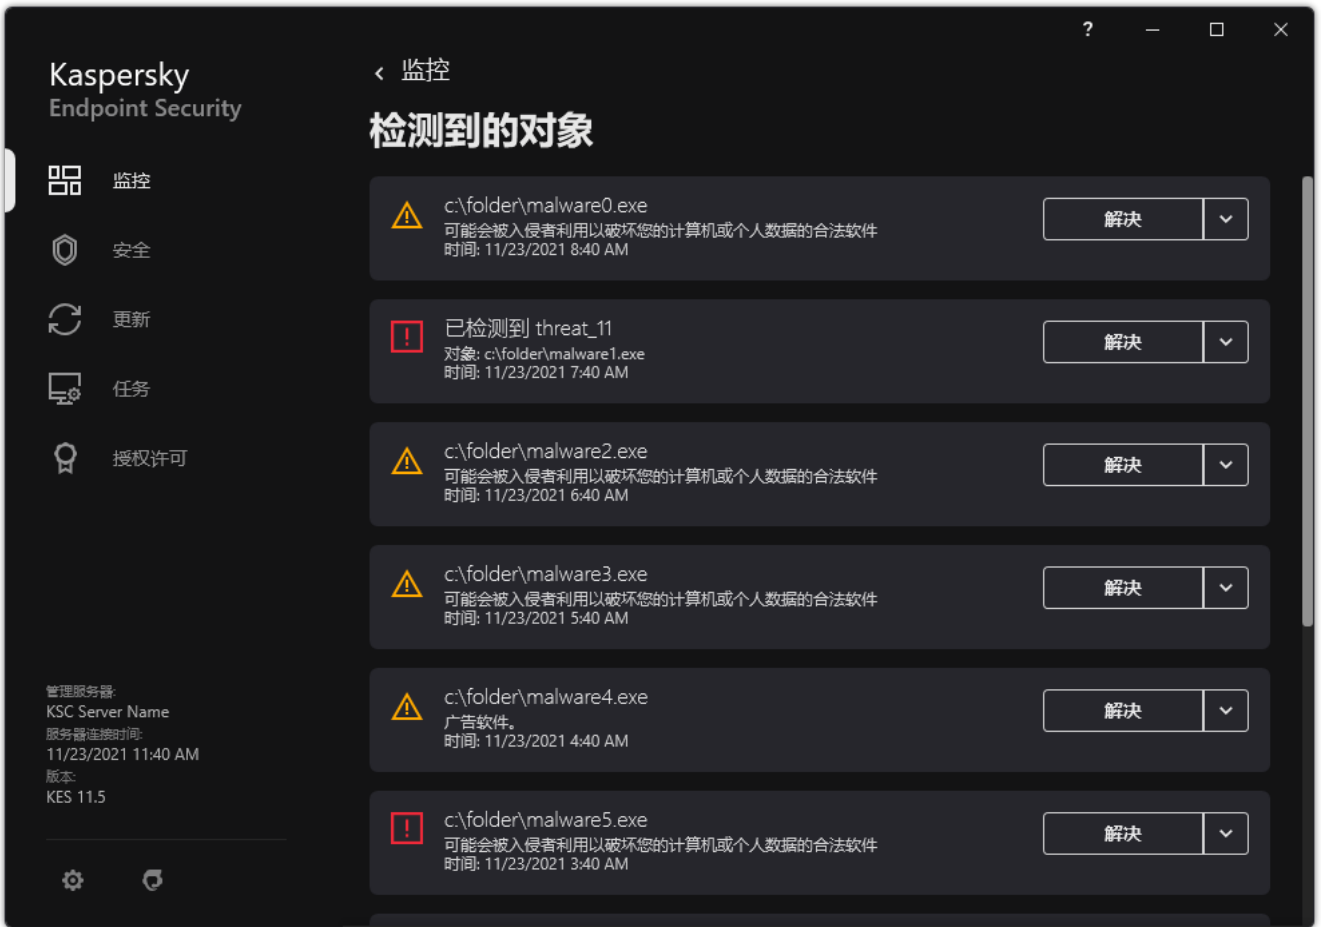 ?
Kaspersky
Endpoint Security
监控
安全
更新
任务
授权许可
管理服务器:
KSC Server Name
服务器连接时间:
11/23/2021 11:40 AM
版本:
KES 11.5
监控
检测到的对象
c:\folder\malware0.exe
可能会被入侵者利用以破坏您的计算机或个人数据的合法软件
时间: 11/23/2021 8:40 AM
解决
已检测到 threat_11
对象: c:\folder\malware1.exe
时间: 11/23/2021 7:40 AM
解决
c:\folder\malware2.exe
可能会被入侵者利用以破坏您的计算机或个人数据的合法软件
时间: 11/23/2021 6:40 AM
解决
c:\folder\malware3.exe
可能会被入侵者利用以破坏您的计算机或个人数据的合法软件
时间: 11/23/2021 5:40 AM
解决
c:\folder\malware4.exe
广告软件。
时间: 11/23/2021 4:40 AM
解决
c:\folder\malware5.exe
可能会被入侵者利用以破坏您的计算机或个人数据的合法软件
时间: 11/23/2021 3:40 AM
解决